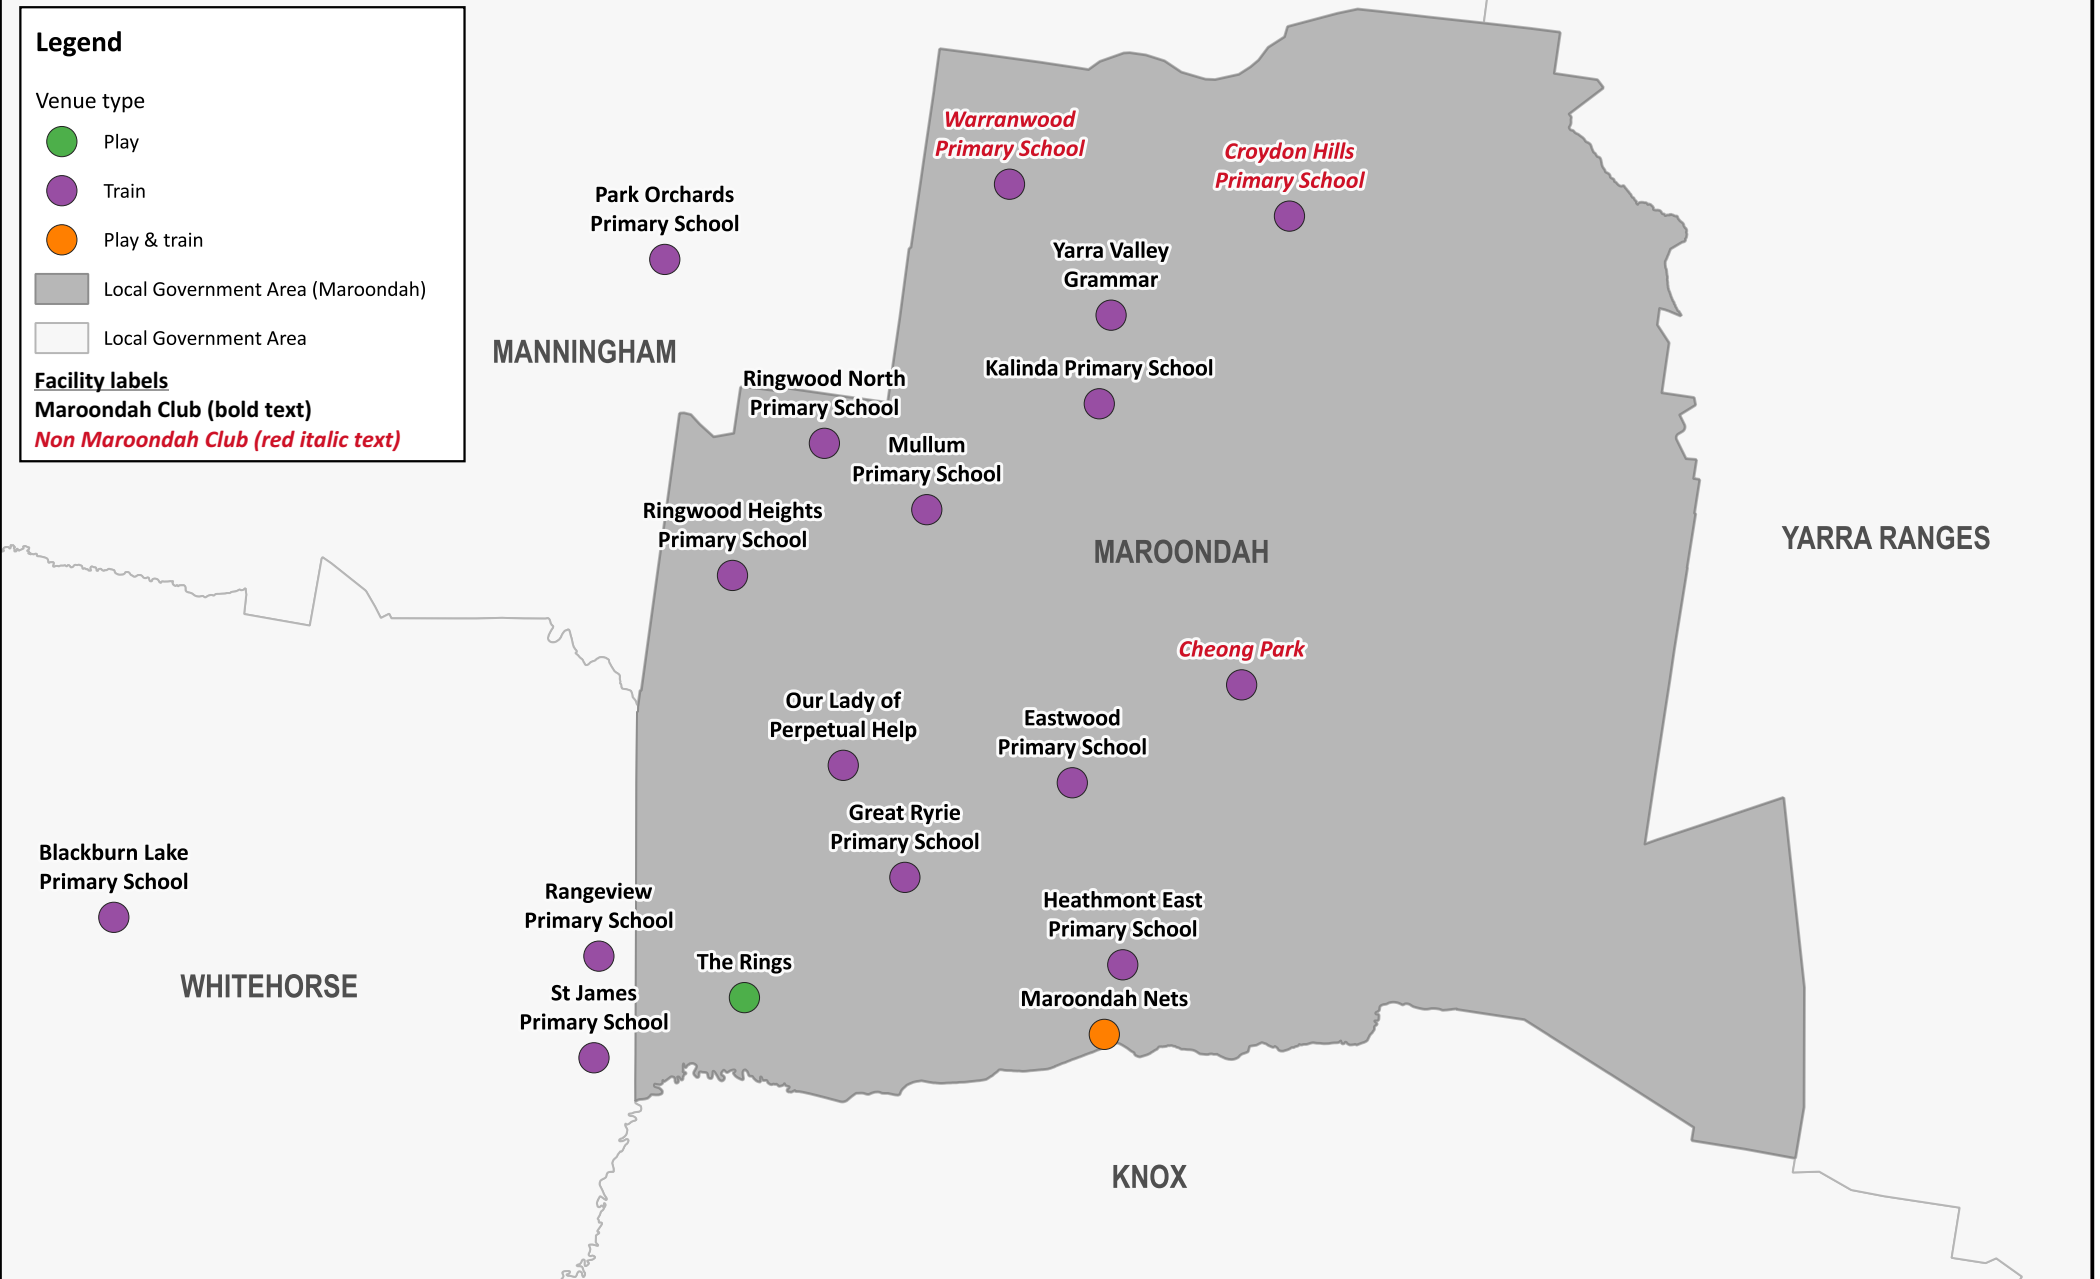 Legend
Venue type
Play
Train
Play & train
Local Government Area (Maroondah)
Local Government Area
Facility labels
Maroondah Club (bold text)
Non Maroondah Club (red italic text)
Warranwood
Primary School
Croydon Hills
Primary School
Park Orchards
Primary School
Yarra Valley
Grammar
MANNINGHAM
Kalinda Primary School
Ringwood North
Primary School
Mullum
Primary School
Ringwood Heights
Primary School
MAROONDAH
YARRA RANGES
Cheong Park
Our Lady of
Perpetual Help
Eastwood
Primary School
Great Ryrie
Primary School
Blackburn Lake
Primary School
Rangeview
Primary School
Heathmont East
Primary School
The Rings
WHITEHORSE
St James
Primary School
Maroondah Nets
KNOX